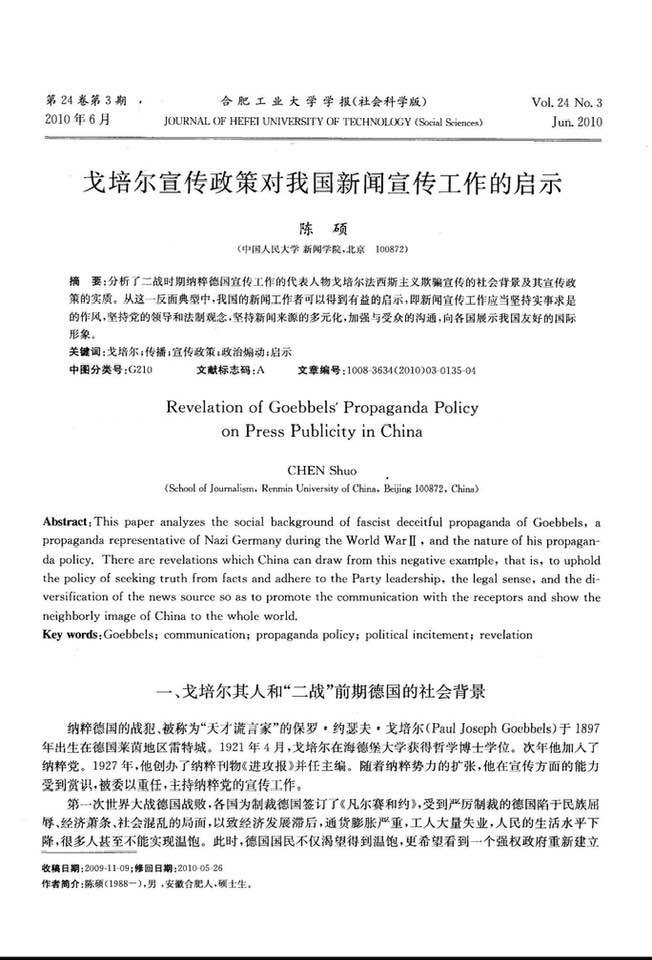 第24卷第3期
合肥工业大学学报(社会科学版)
Vol. 24 No. 3
2010年6月
JOURNAL OF HEFEI UNIVERSITY OF TECHNOLOGY (Social Sciences)
Jun. 2010
戈培尔宣传政策对我国新闻宣传工作的启示
陈 硕
(中国人民大学 新闻学院,北京 100872)
摘 要:分析了二战时期纳粹德国宣传工作的代表人物戈培尔法西斯主义欺骗宣传的社会背景及其宣传政
策的实质。从这一反面典型中,我国的新闻工作者可以得到有益的启示,即新闻宣传工作应当坚持实事求是
的作风,坚持党的领导和法制观念,坚持新闻来源的多元化,加强与受众的沟通,向各国展示我国友好的国际
形象。
关键词:戈培尔;传播;宣传政策;政治煽动;启示
中图分类号:G210 文献标志码:A 文章编号:1008-3634(2010)03-0135-04
Revelation of Goebbels' Propaganda Policy
on Press Publicity in China
CHEN Shuo
(School of Journalism, Renmin University of China, Beijing 100872, China)
Abstract: This paper analyzes the social background of fascist deceitful propaganda of Goebbels, a
propaganda representative of Nazi Germany during the World War Ⅱ, and the nature of his propagan-
da policy. There are revelations which China can draw from this negative example, that is, to uphold
the policy of seeking truth from facts and adhere to the Party leadership, the legal sense, and the di-
versification of the news source so as to promote the communication with the receptors and show the
neighborly image of China to the whole world.
Key words: Goebbels; communication; propaganda policy; political incitement; revelation
一、戈培尔其人和“二战”前期德国的社会背景
纳粹德国的战犯、被称为“天才谎言家”的保罗·约瑟夫·戈培尔(Paul Joseph Goebbels)于1897
年出生在德国莱茵地区雷特城。1921年4月,戈培尔在海德堡大学获得哲学博士学位。次年他加入了
纳粹党。1927年,他创办了纳粹刊物《进攻报》并任主编。随着纳粹势力的扩张,他在宣传方面的能力
受到赏识,被委以重任,主持纳粹党的宣传工作。
第一次世界大战德国战败,各国为制裁德国签订了《凡尔赛和约》,受到严厉制裁的德国陷于民族屈
辱、经济萧条、社会混乱的局面,以致经济发展滞后,通货膨胀严重,工人大量失业,人民的生活水平下
降,很多人甚至不能实现温饱。此时,德国国民不仅渴望得到温饱,更希望看到一个强权政府重新建立
收稿日期:2009-11-09;修回日期:2010-05-26
作者简介:陈硕(1988-),男,安徽合肥人,硕士生。